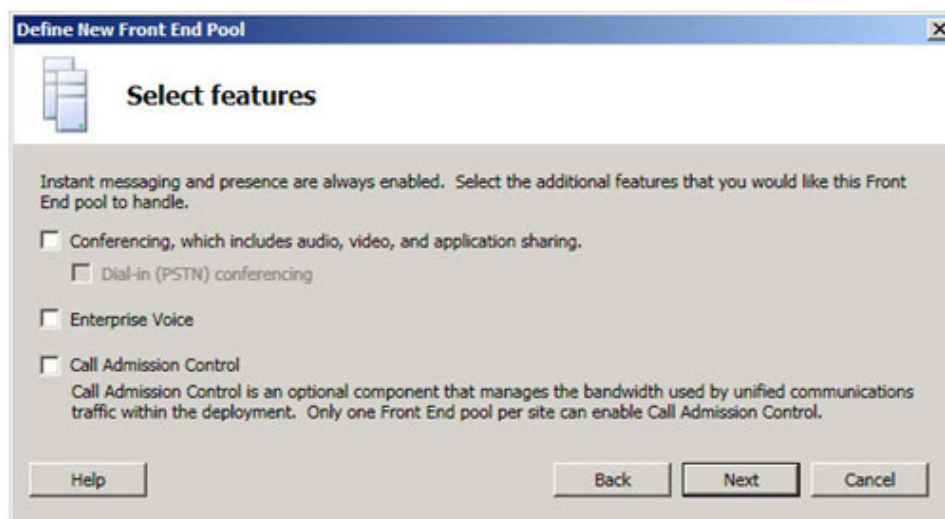 Define New Front End Pool
Select features
Instant messaging and presence are always enabled. Select the additional features that you would like this Front
End pool to handle.
Conferencing, which includes audio, video, and application sharing.
Dial-in (PSTN) conferencing
Enterprise Voice
Call Admission Control
Call Admission Control is an optional component that manages the bandwidth used by unified communications
traffic within the deployment. Only one Front End pool per site can enable Call Admission Control.
Help Back Next Cancel